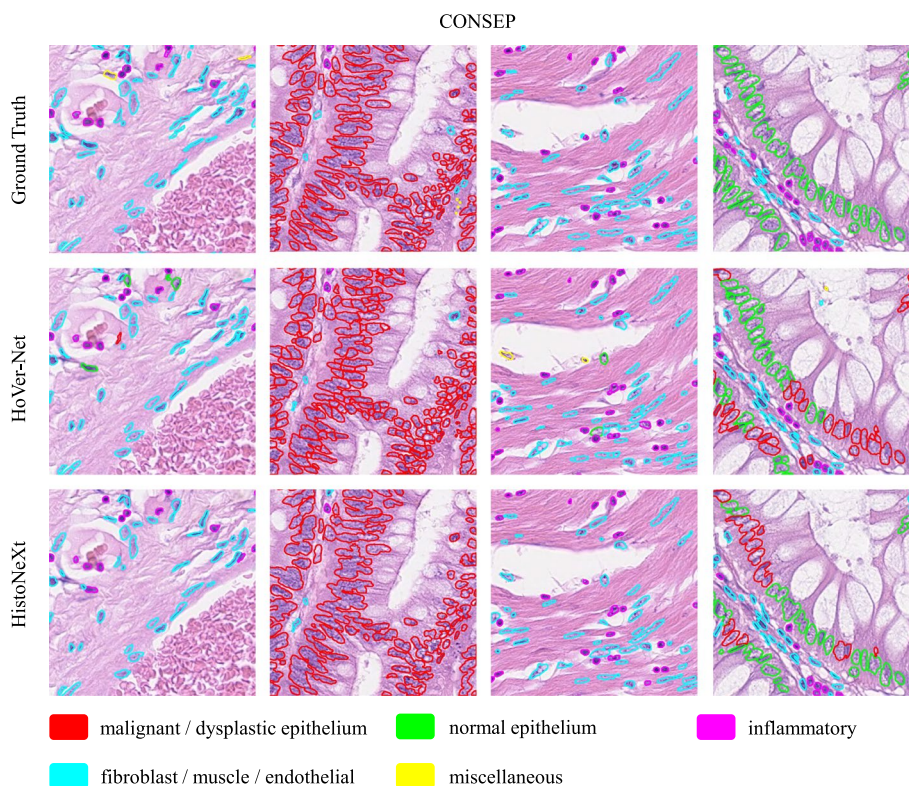 CONSEP
Ground Truth
HoVer-Net
HistoNeXt
malignant / dysplastic epithelium
normal epithelium
inflammatory
fibroblast / muscle / endothelial
miscellaneous